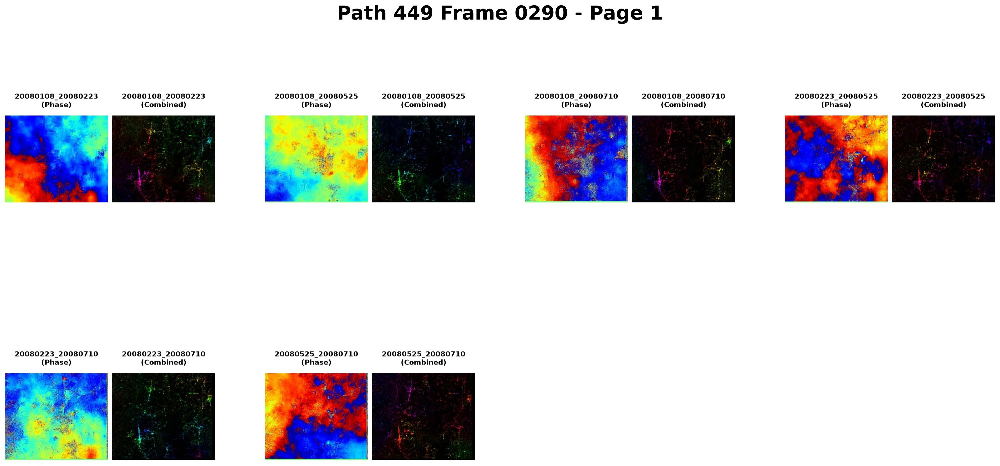 Path 449 Frame 0290 - Page 1
20080108_20080223
(Phase)
20080108_20080223
(Combined)
20080108_20080525
(Phase)
20080108_20080525
(Combined)
20080108_20080710
(Phase)
20080108_20080710
(Combined)
20080223_20080525
(Phase)
20080223_20080525
(Combined)
20080223_20080710
(Phase)
20080223_20080710
(Combined)
20080525_20080710
(Phase)
20080525_20080710
(Combined)